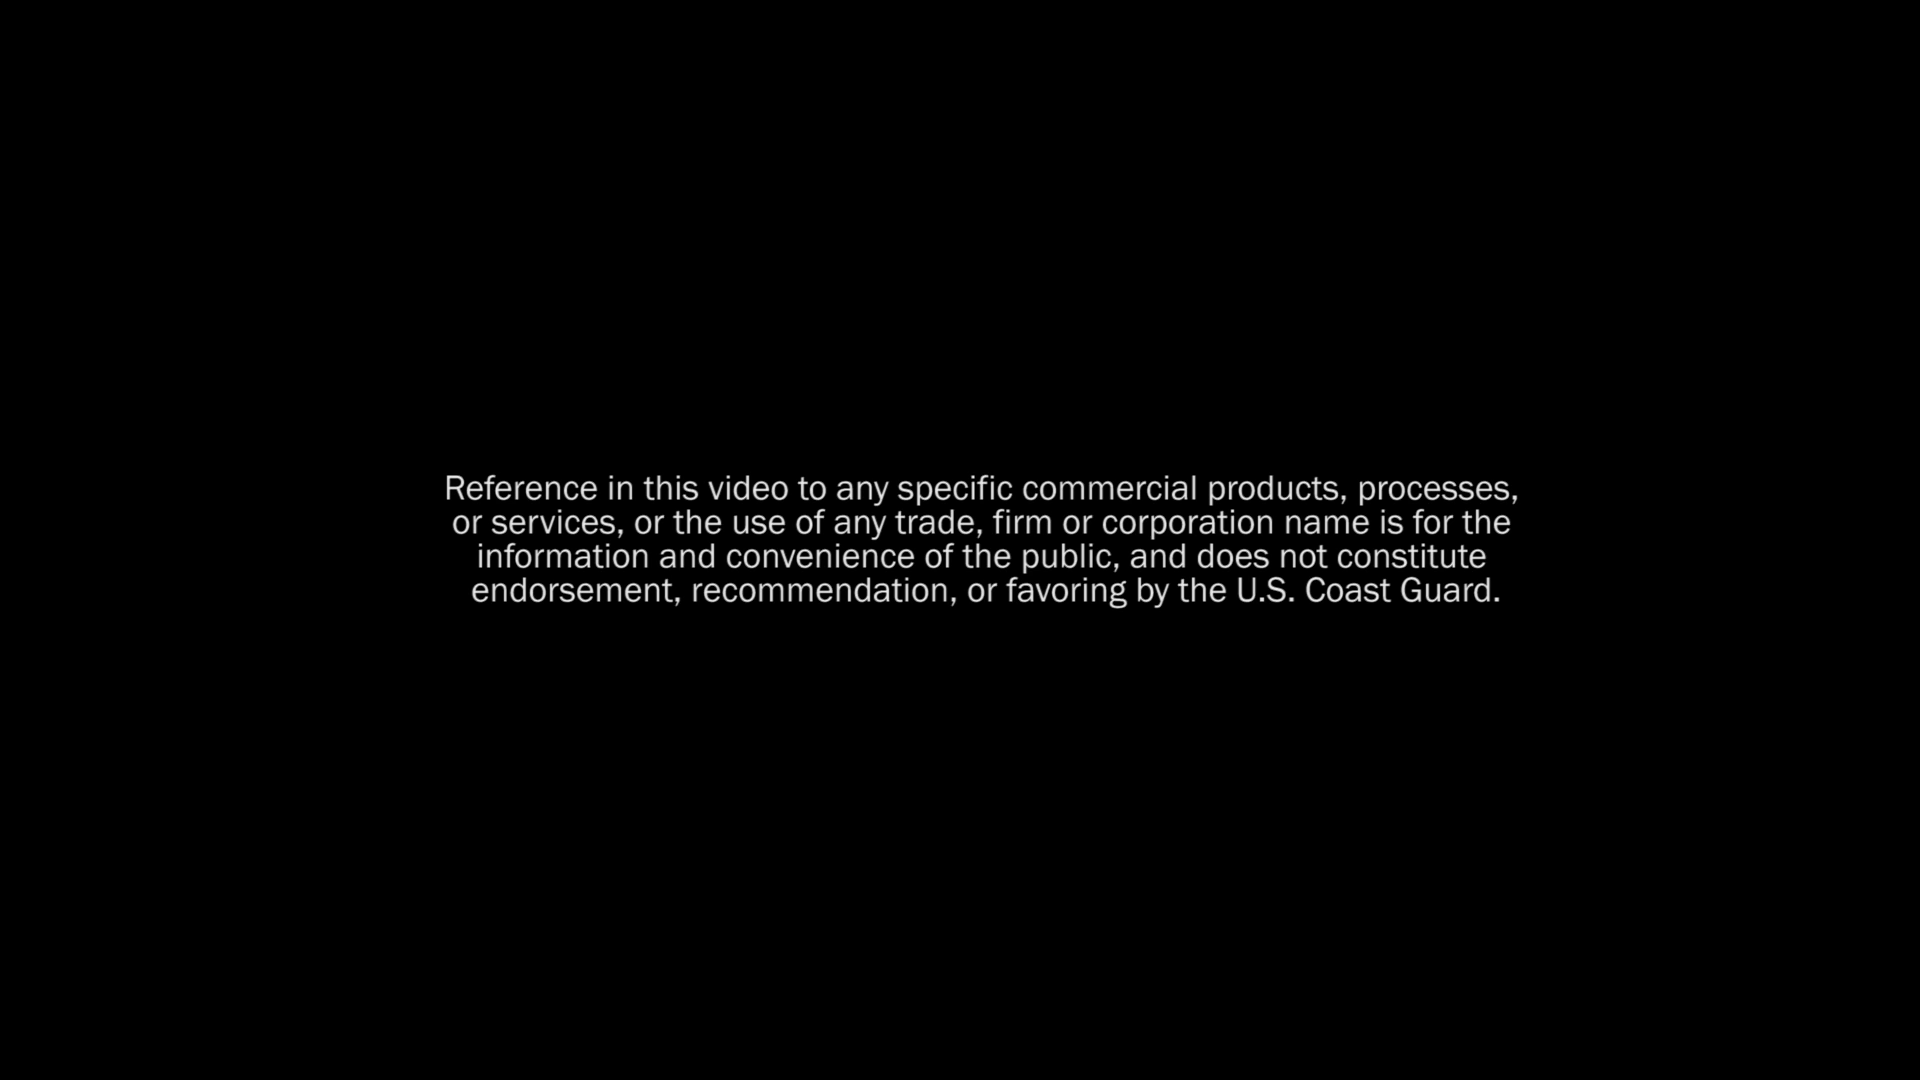 Reference in this video to any specific commercial products, processes,
or services, or the use of any trade, firm or corporation name is for the
information and convenience of the public, and does not constitute
endorsement, recommendation, or favoring by the U.S. Coast Guard.